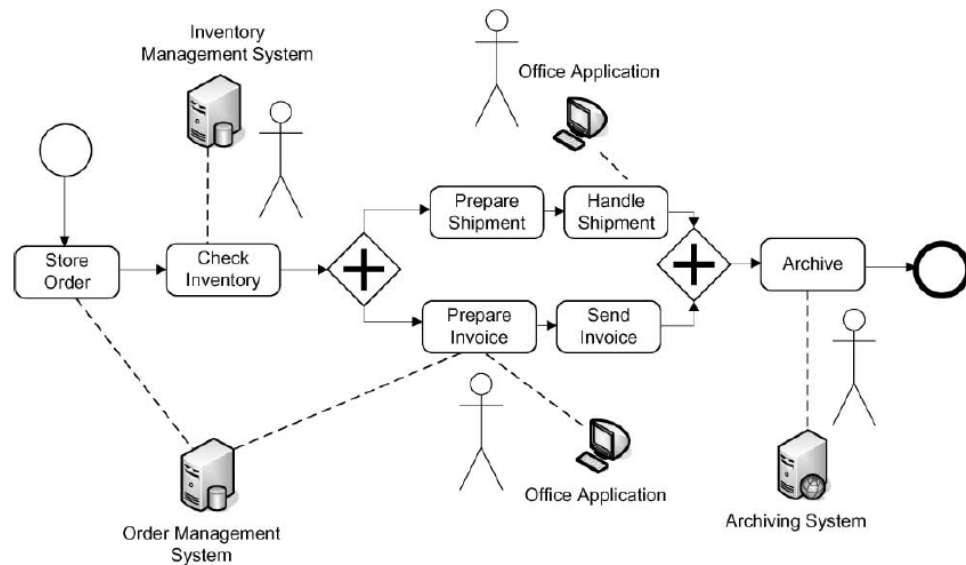 Inventory
Management System
Office Application
Prepare
Shipment
Handle
Shipment
Store
Order
Check
Inventory
Archive
Prepare
Invoice
Send
Invoice
Office Application
Order Management
System
Archiving System